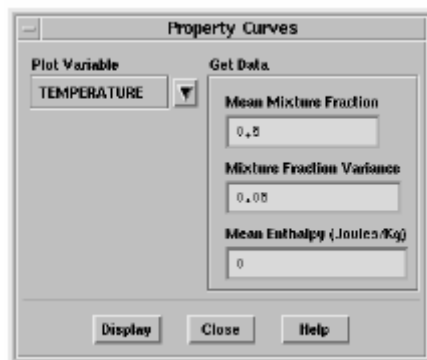 Property Curves
Plot Variable
Get Data
TEMPERATURE
Mean Mixture Fraction
0.5
Mixture Fraction Variance
0.05
Mean Enthalpy (Joules/Kg)
0
Display Close Help